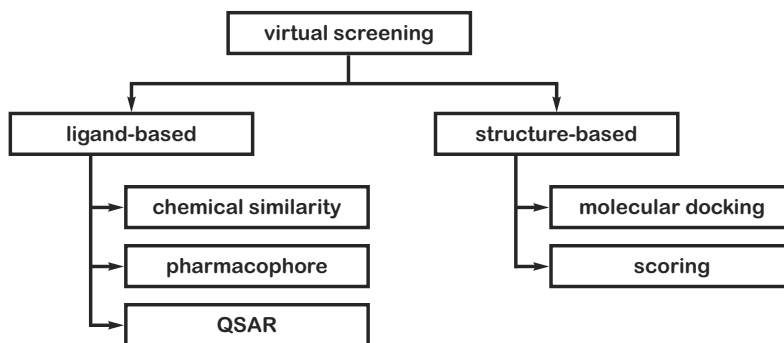 virtual screening
ligand-based
structure-based
chemical similarity
molecular docking
pharmacophore
scoring
QSAR